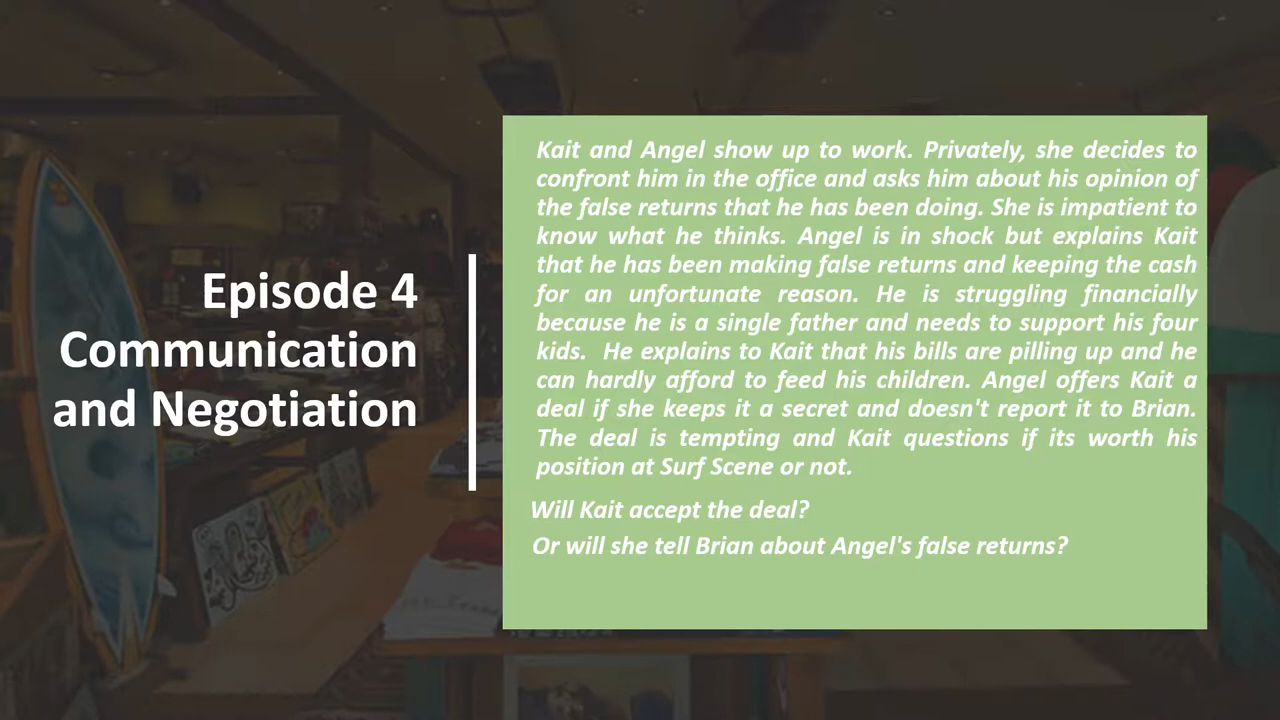 Episode 4
Communication
and Negotiation
Kait and Angel show up to work. Privately, she decides to
confront him in the office and asks him about his opinion of
the false returns that he has been doing. She is impatient to
know what he thinks. Angel is in shock but explains Kait
that he has been making false returns and keeping the cash
for an unfortunate reason. He is struggling financially
because he is a single father and needs to support his four
kids. He explains to Kait that his bills are pilling up and he
can hardly afford to feed his children. Angel offers Kait a
deal if she keeps it a secret and doesn't report it to Brian.
The deal is tempting and Kait questions if its worth his
position at Surf Scene or not.
Will Kait accept the deal?
Or will she tell Brian about Angel's false returns?